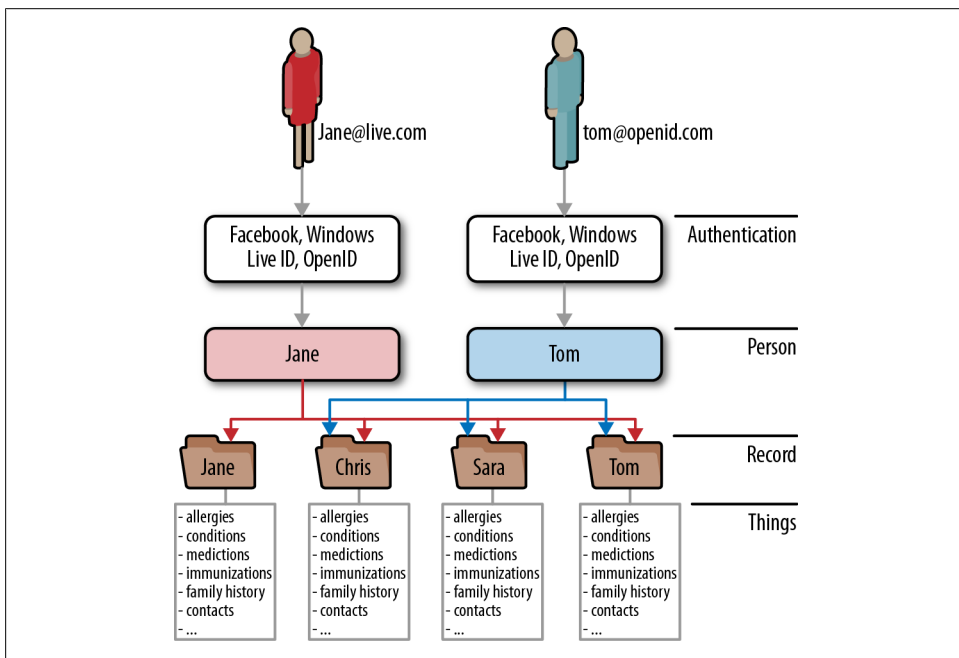 Jane@live.com
tom@openid.com
Facebook, Windows
Live ID, OpenID
Facebook, Windows
Live ID, OpenID
Authentication
Jane
Tom
Person
Jane
Chris
Sara
Tom
Record
Things
- allergies
- conditions
- medictions
- immunizations
- family history
- contacts
- ...
- allergies
- conditions
- medictions
- immunizations
- family history
- contacts
- ...
- allergies
- conditions
- medictions
- immunizations
- family history
- contacts
- ...
- allergies
- conditions
- medictions
- immunizations
- family history
- contacts
- ...